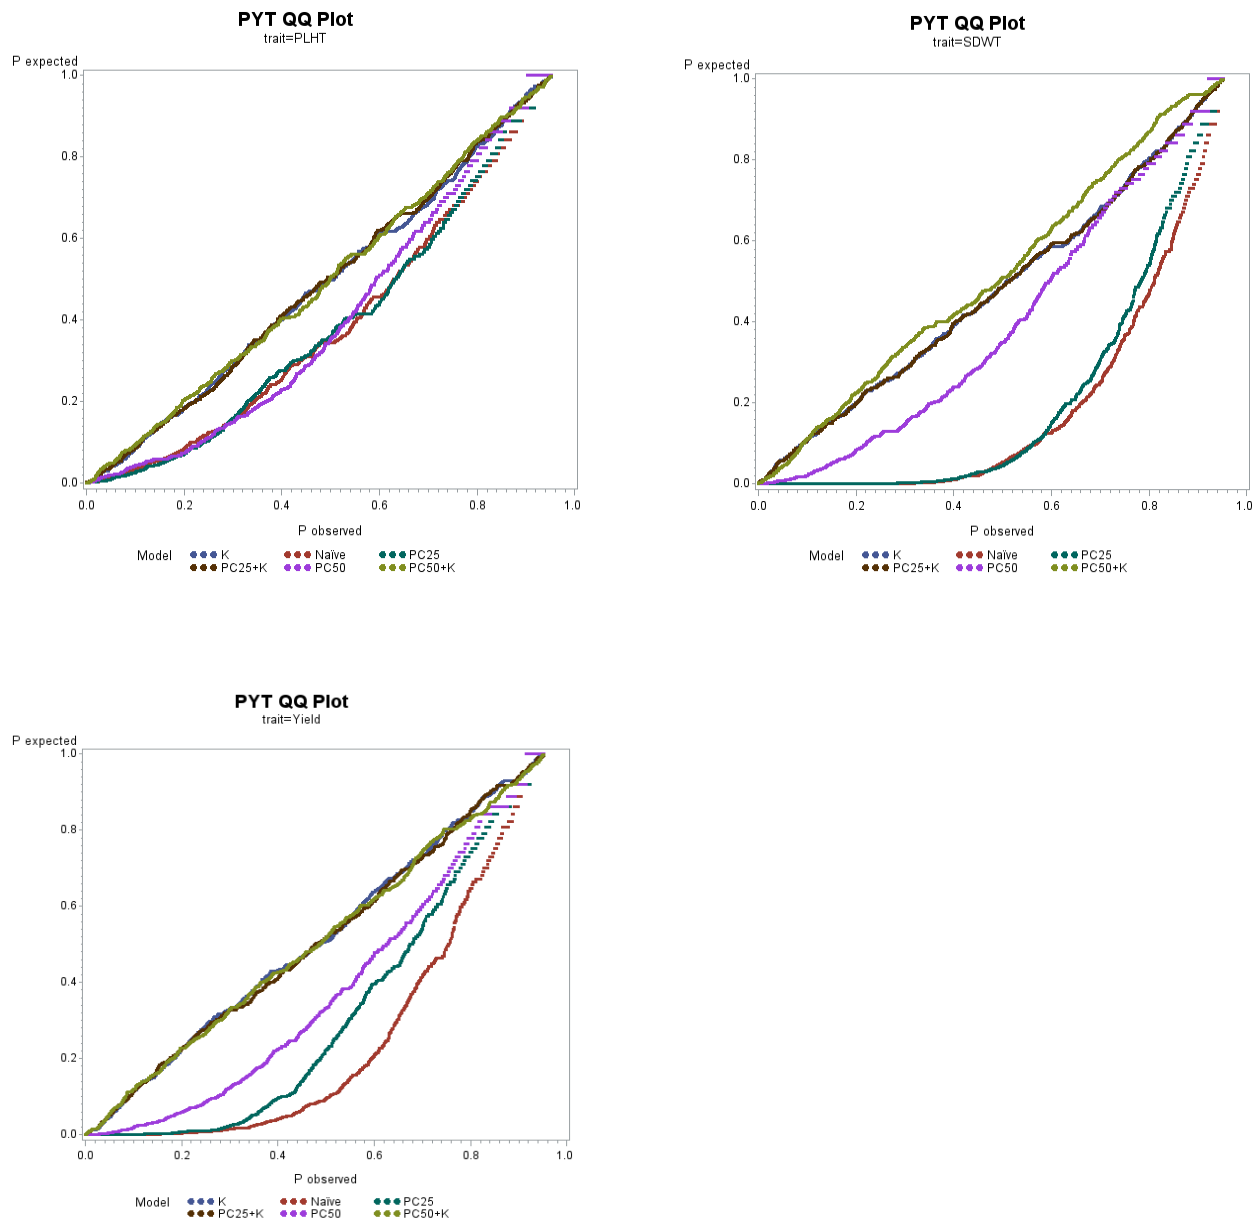 PYT QQ Plot
trait=PLHT
P expected
1.0
0.8
0.6
0.4
0.2
0.0
0.0 0.2 0.4 0.6 0.8 1.0
P observed
Model K Naïve PC25
PC25+K PC50 PC50+K
PYT QQ Plot
trait=SDWT
P expected
1.0
0.8
0.6
0.4
0.2
0.0
0.0 0.2 0.4 0.6 0.8 1.0
P observed
Model K Naïve PC25
PC25+K PC50 PC50+K
PYT QQ Plot
trait=Yield
P expected
1.0
0.8
0.6
0.4
0.2
0.0
0.0 0.2 0.4 0.6 0.8 1.0
P observed
Model K Naïve PC25
PC25+K PC50 PC50+K